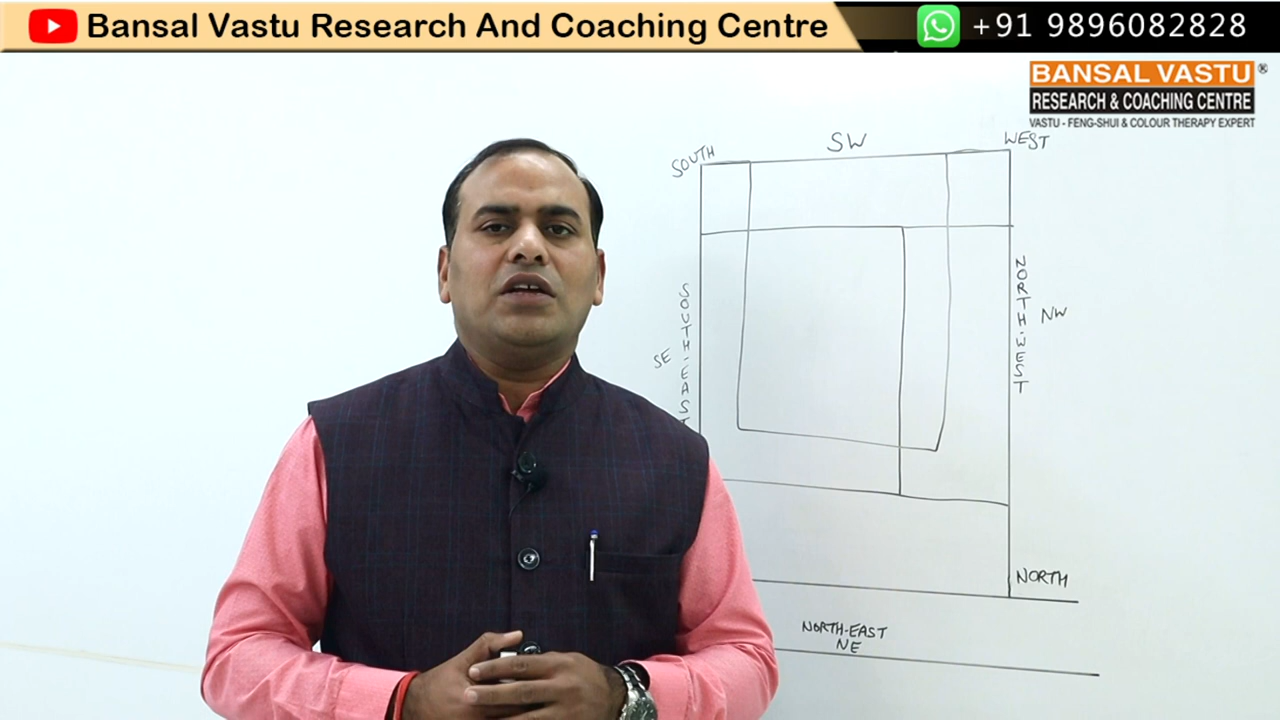 Bansal Vastu Research And Coaching Centre
+91 9896082828
BANSAL VASTU®
RESEARCH & COACHING CENTRE
VASTU - FENG-SHUI & COLOUR THERAPY EXPERT
SOUTH
SW
WEST
SOUTH-EAST
SE
NORTH-WEST
NW
NORTH
NORTH-EAST
NE